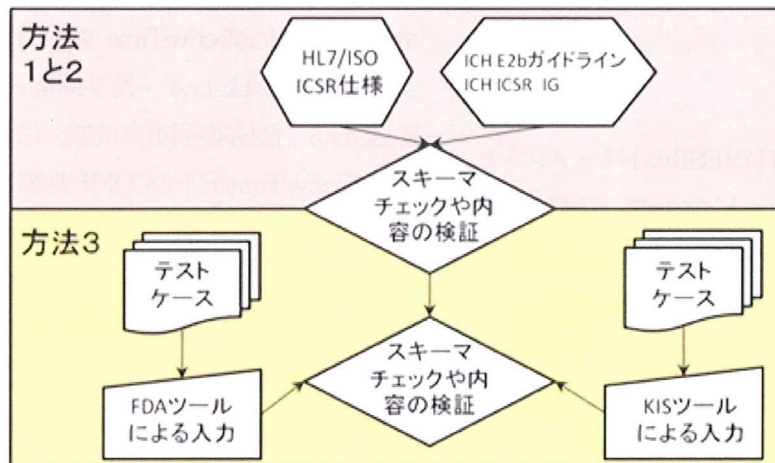 方法
1と2
HL7/ISO
ICSR仕様
ICH E2bガイドライン
ICH ICSR IG
スキーマ
チェックや内
容の検証
方法3
テスト
ケース
テスト
ケース
スキーマ
チェックや内
容の検証
FDAツール
による入力
KISツール
による入力